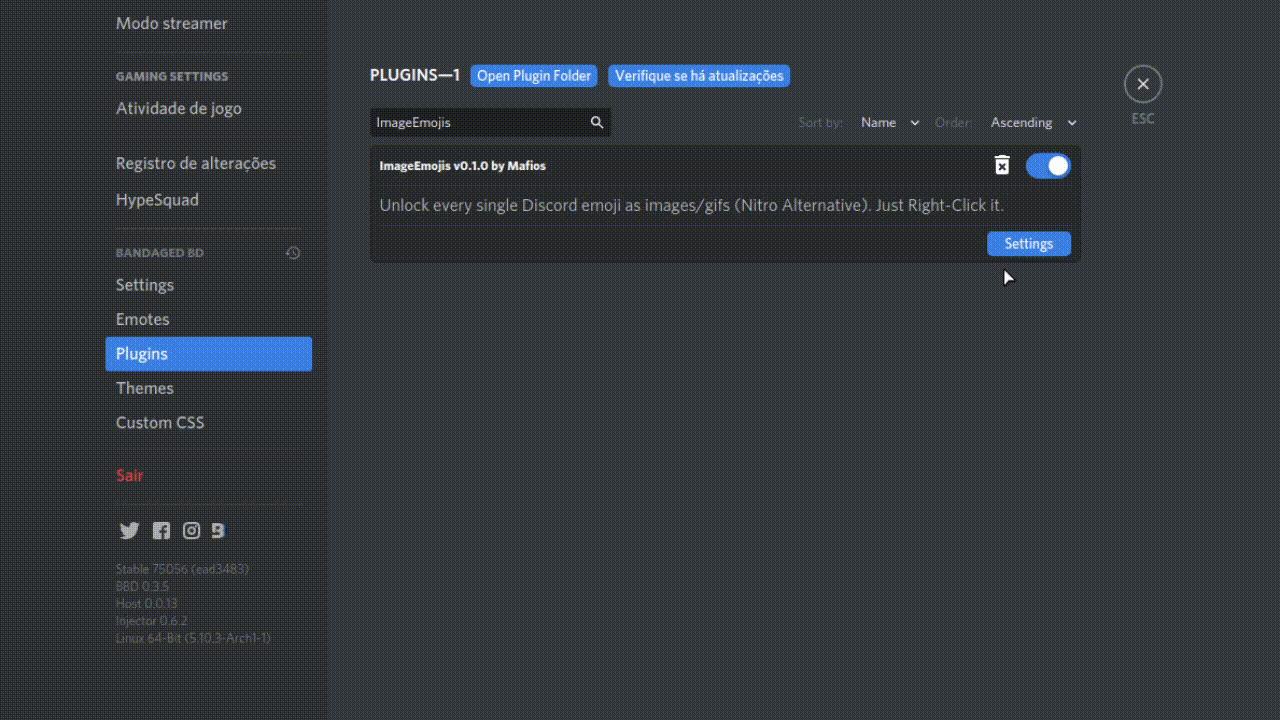 Modo streamer
GAMING SETTINGS
Atividade de jogo
Registro de alterações
HypeSquad
BANDAGED BD
Settings
Emotes
Plugins
Themes
Custom CSS
Sair
Stable 75056 (ead3483)
BBD 0.3.5
Host 0.0.13
Injector 0.6.2
Linux 64-Bit (5.10.3-Arch1-1)
PLUGINS—1 Open Plugin Folder Verifique se há atualizações
ImageEmojis Sort by: Name Order: Ascending
ImageEmojis v0.1.0 by Mafios
Unlock every single Discord emoji as images/gifs (Nitro Alternative). Just Right-Click it.
Settings
ESC